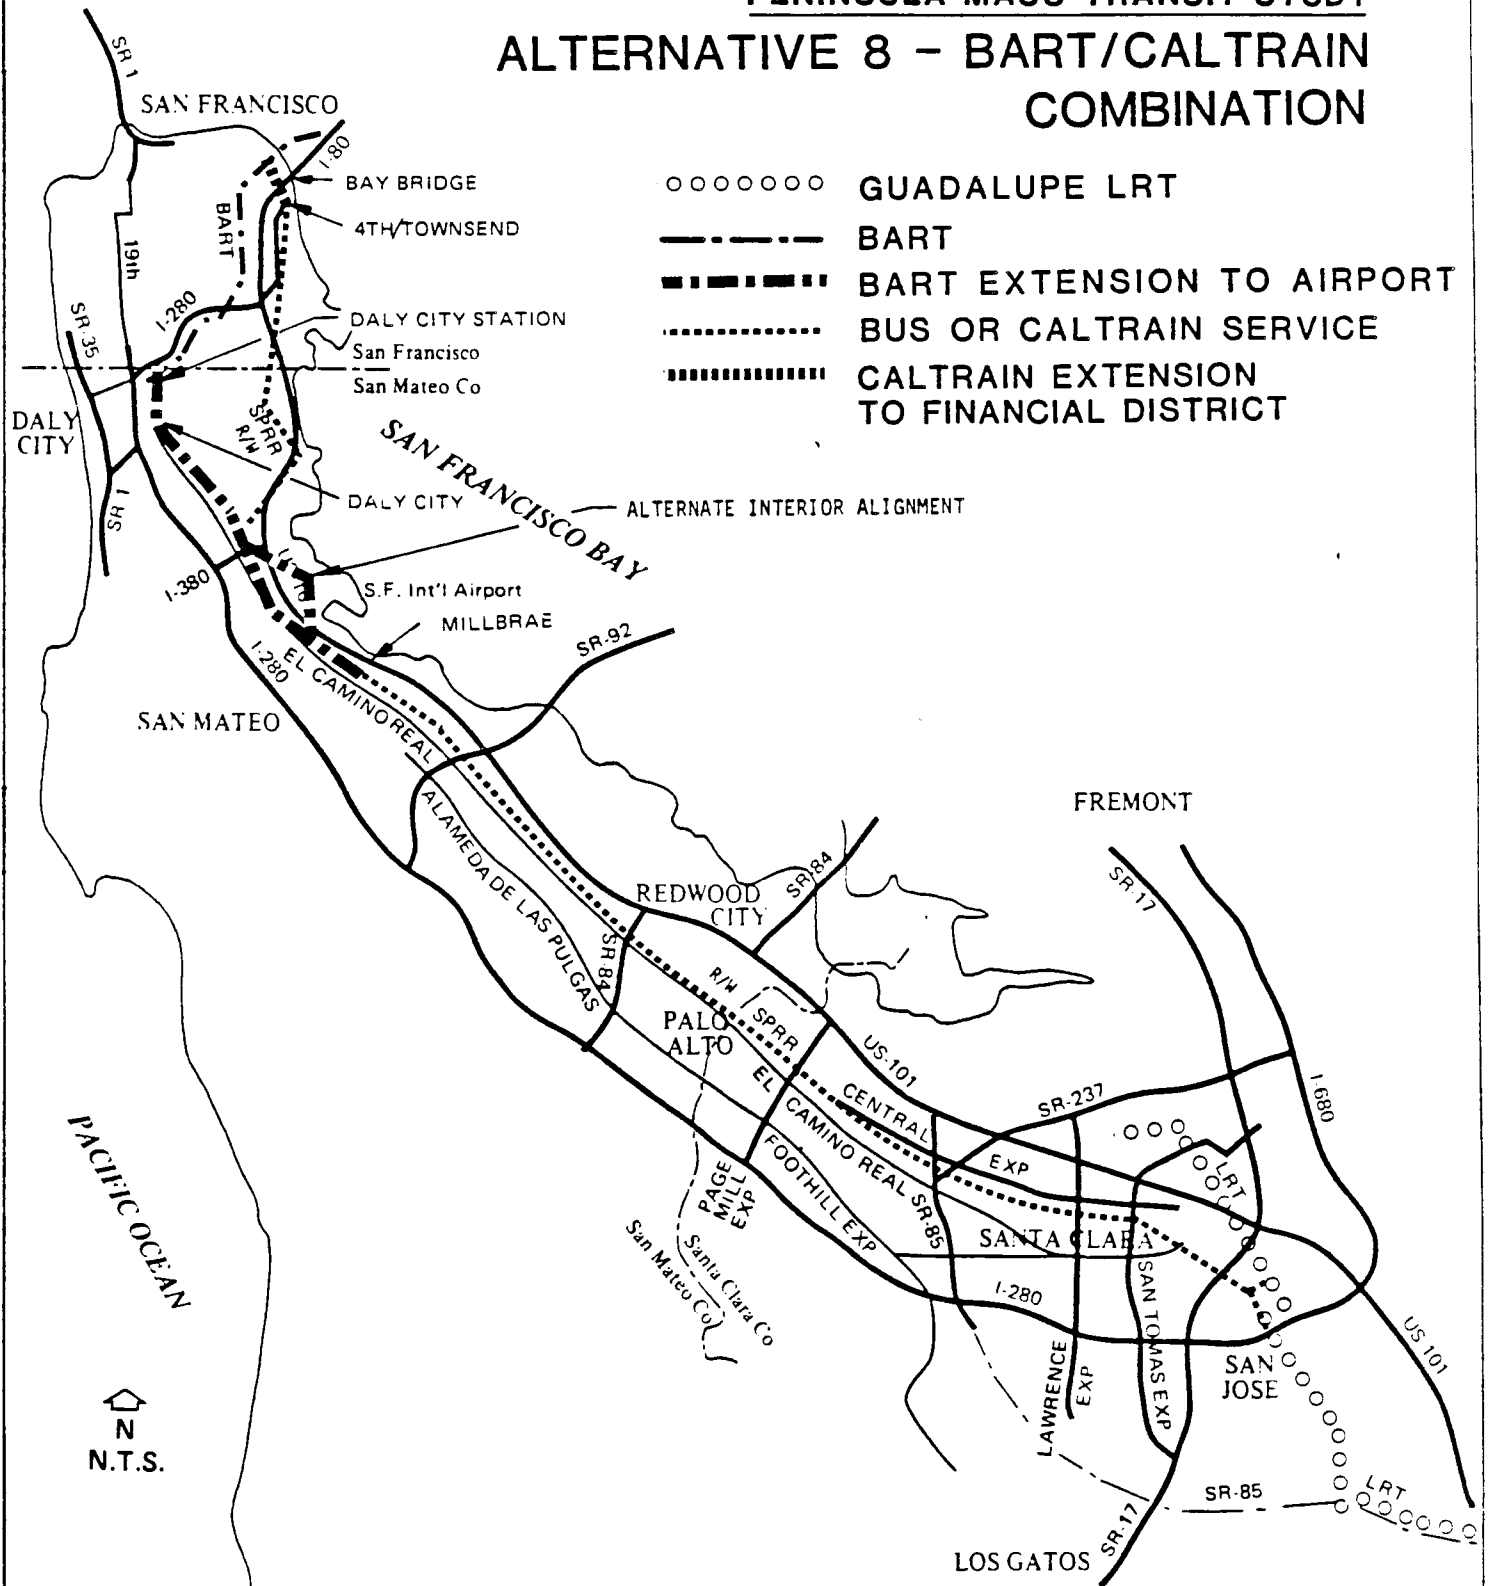 PENINSULA MASS TRANSIT STUDY
ALTERNATIVE 8 - BART/CALTRAIN
COMBINATION
GUADALUPE LRT
BART
BART EXTENSION TO AIRPORT
BUS OR CALTRAIN SERVICE
CALTRAIN EXTENSION
TO FINANCIAL DISTRICT
SR 1
SAN FRANCISCO
I-80
BAY BRIDGE
4TH/TOWNSEND
BART
19th
I-280
SR-35
DALY CITY STATION
San Francisco
San Mateo Co
DALY
CITY
SPRR
R/W
SAN FRANCISCO BAY
DALY CITY
ALTERNATE INTERIOR ALIGNMENT
SR 1
I-380
S.F. Int'l Airport
MILLBRAE
SR-92
I-280
EL CAMINO REAL
SAN MATEO
ALAMEDA DE LAS PULGAS
FREMONT
REDWOOD
CITY
SR-84
SR-17
SR-84
R/W
SPRR
PALO
ALTO
US-101
EL CAMINO REAL
CENTRAL
EXP
SR-237
I-680
LRT
PACIFIC OCEAN
PAGE
MILL
EXP
FOOTHILL EXP
SR-85
SANTA CLARA
San Mateo Co
Santa Clara Co
I-280
SAN TOMAS EXP
LAWRENCE
EXP
SAN
JOSE
US 101
N
N.T.S.
SR-85
LRT
SR-17
LOS GATOS